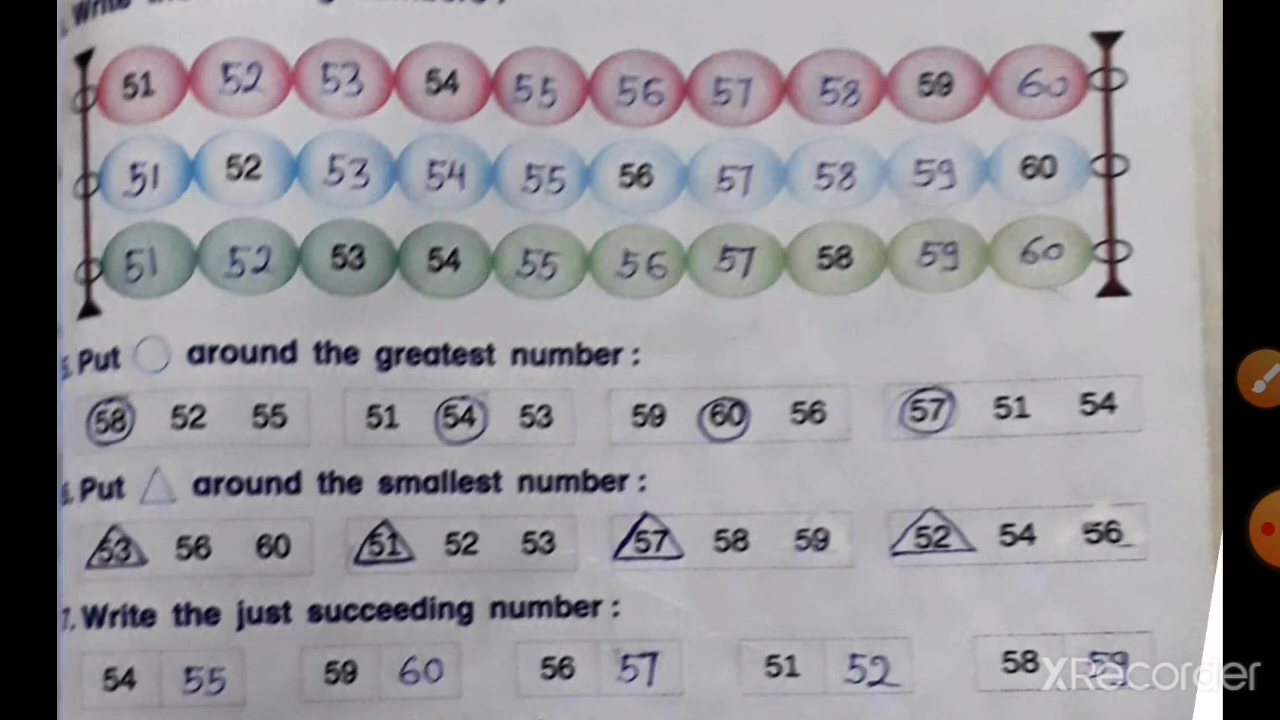 51 52 53 54 55 56 57 58 59 60
51 52 53 54 55 56 57 58 59 60
51 52 53 54 55 56 57 58 59 60
Put around the greatest number :
58 52 55 51 54 53 59 60 56 57 51 54
Put around the smallest number :
53 56 60 51 52 53 57 58 59 52 54 56
7. Write the just succeeding number :
54 55 59 60 56 57 51 52 58 59
XRecorder